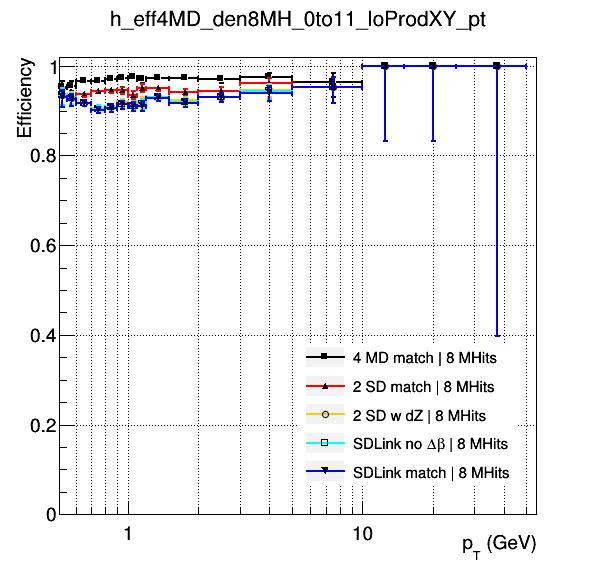 h_eff4MD_den8MH_0to11_loProdXY_pt
Efficiency
1
0.8
0.6
0.4
0.2
0
4 MD match | 8 MHits
2 SD match | 8 MHits
2 SD w dZ | 8 MHits
SDLink no Δβ | 8 MHits
SDLink match | 8 MHits
1 10
p_T (GeV)